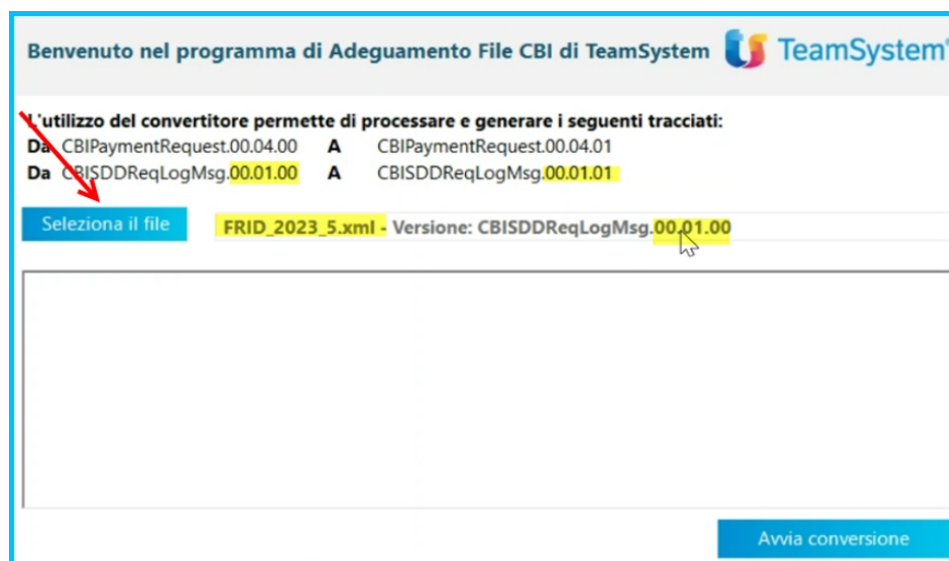 Benvenuto nel programma di Adeguamento File CBI di TeamSystem TeamSystem®
L'utilizzo del convertitore permette di processare e generare i seguenti tracciati:
Da CBIPaymentRequest.00.04.00 A CBIPaymentRequest.00.04.01
Da CBISDDReqLogMsg.00.01.00 A CBISDDReqLogMsg.00.01.01
Seleziona il file FRID_2023_5.xml - Versione: CBISDDReqLogMsg.00.01.00
Avvia conversione